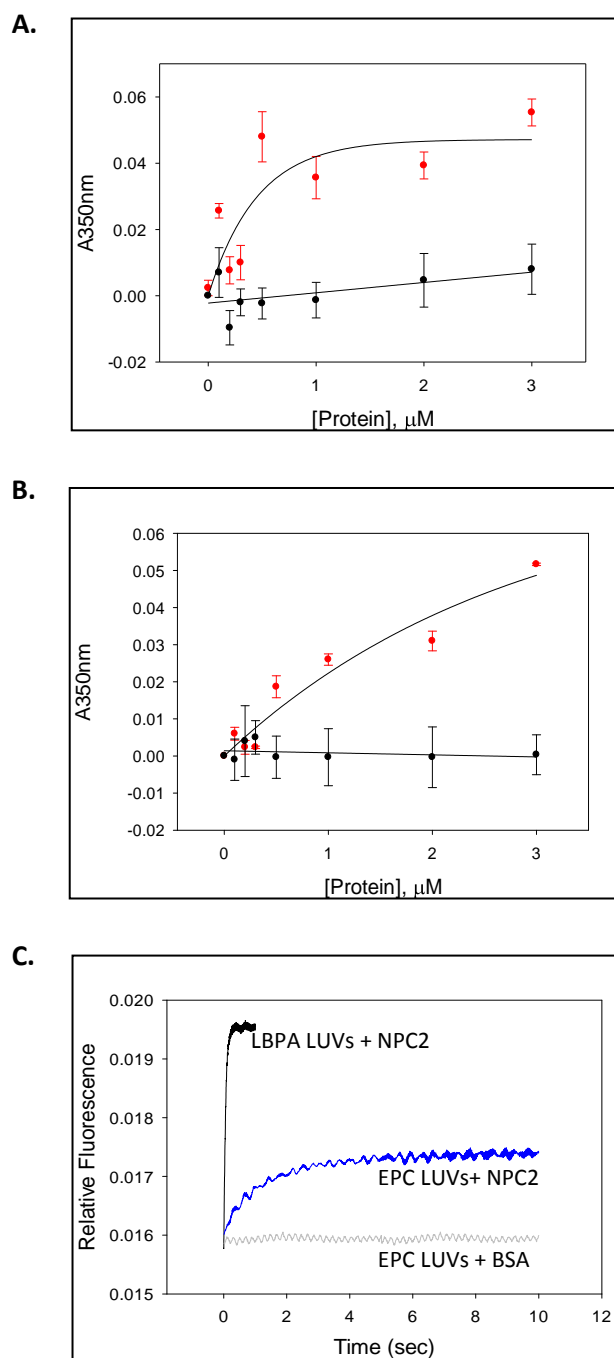 A.
0.06
0.04
0.02
0.00
-0.02
A350nm
0 1 2 3
[Protein], μM
B.
0.06
0.05
0.04
0.03
0.02
0.01
0.00
-0.01
-0.02
A350nm
0 1 2 3
[Protein], μM
C.
0.020
0.019
0.018
0.017
0.016
0.015
Relative Fluorescence
LBPA LUVs + NPC2
EPC LUVs+ NPC2
EPC LUVs + BSA
0 2 4 6 8 10 12
Time (sec)